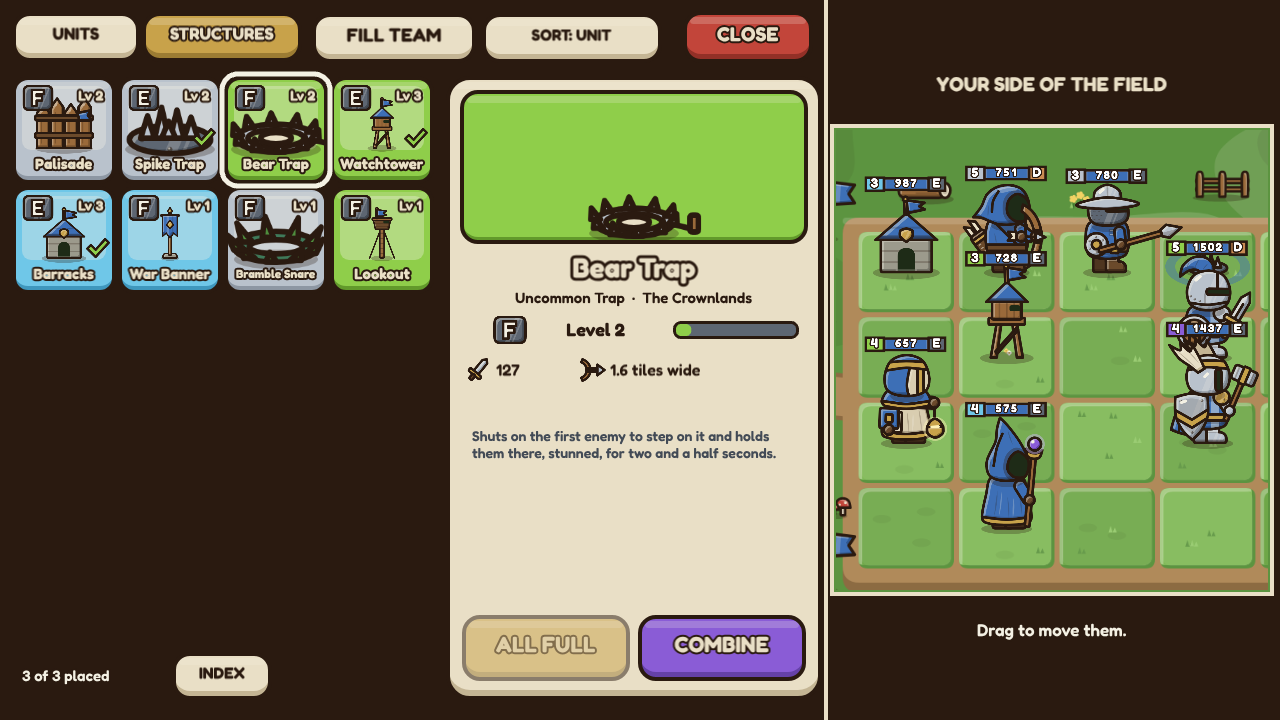 UNITS
STRUCTURES
FILL TEAM
SORT: UNIT
CLOSE
F Lv 2
Palisade
E Lv 2
Spike Trap
F Lv 2
Bear Trap
E Lv 3
Watchtower
E Lv 3
Barracks
F Lv 1
War Banner
F Lv 1
Bramble Snare
F Lv 1
Lookout
3 of 3 placed
INDEX
Bear Trap
Uncommon Trap · The Crownlands
F Level 2
127 1.6 tiles wide
Shuts on the first enemy to step on it and holds
them there, stunned, for two and a half seconds.
ALL FULL
COMBINE
YOUR SIDE OF THE FIELD
3 987 E
5 751 D
3 780 E
3 728 E
5 1502 D
4 1437 E
4 657 E
4 575 E
Drag to move them.